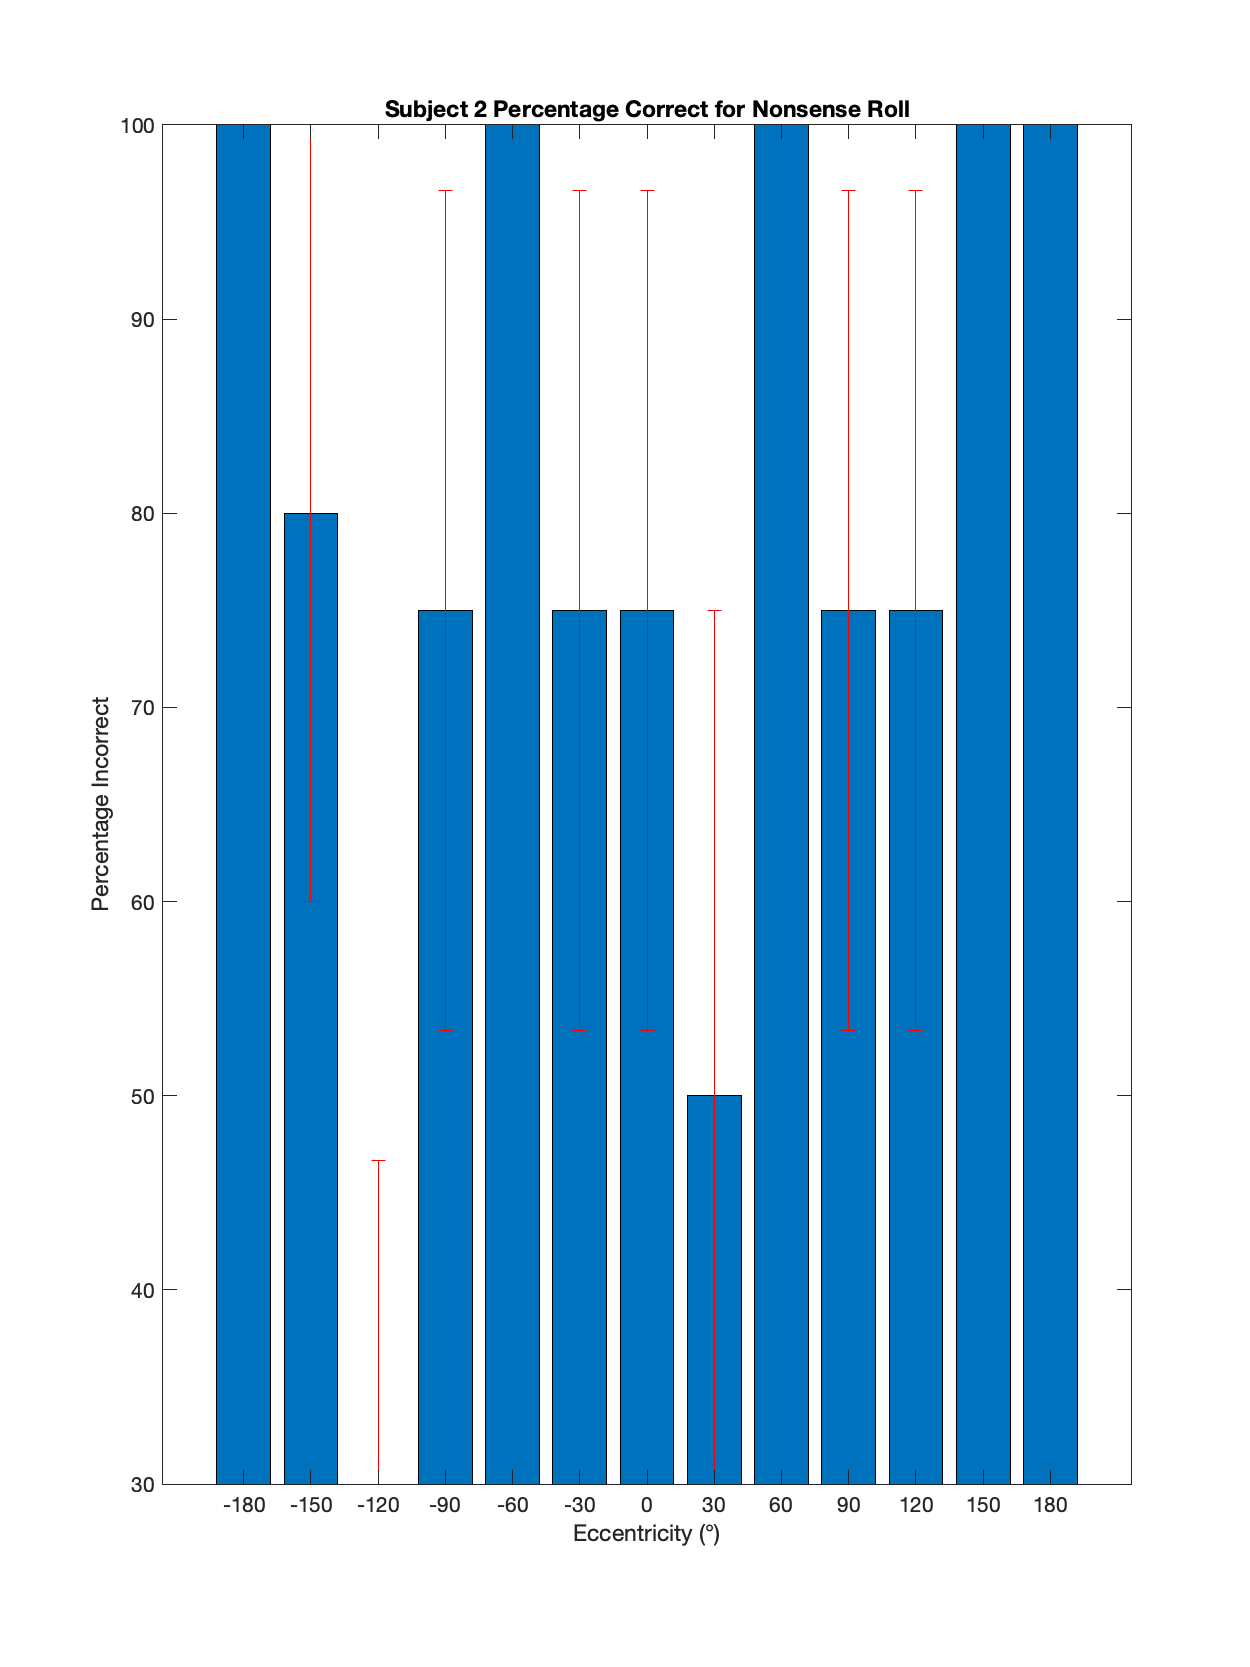 Subject 2 Percentage Correct for Nonsense Roll
100
90
80
70
60
50
40
30
Percentage Incorrect
-180 -150 -120 -90 -60 -30 0 30 60 90 120 150 180
Eccentricity (°)